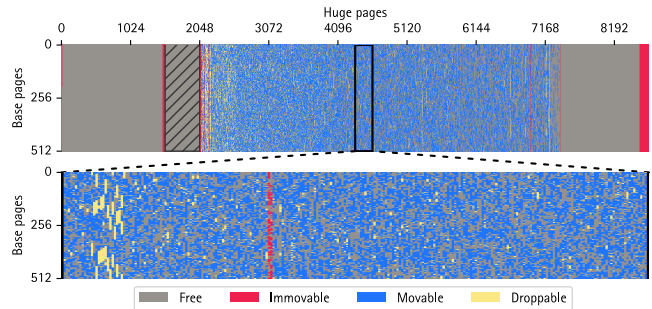 Huge pages
0 1024 2048 3072 4096 5120 6144 7168 8192
0
Base pages
256
512
0
Base pages
256
512
Free Immovable Movable Droppable